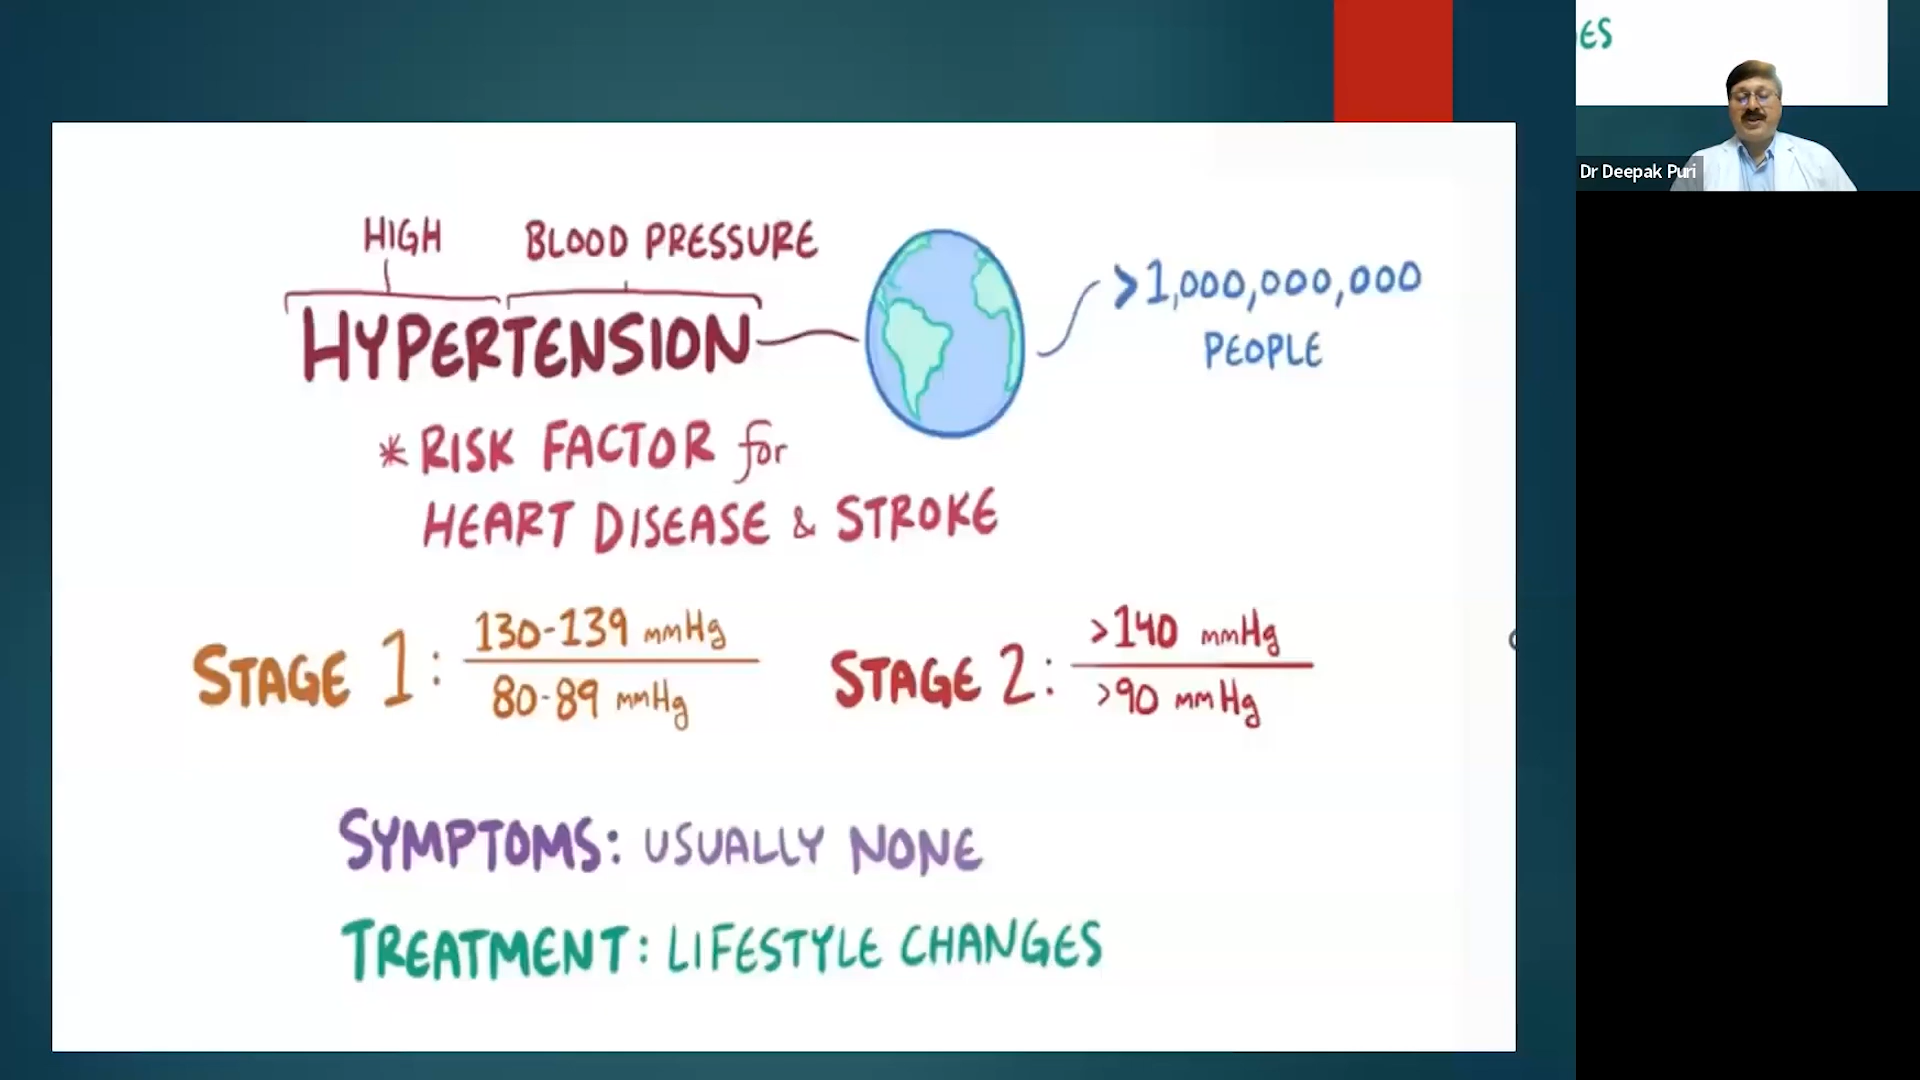 HIGH
BLOOD PRESSURE
HYPERTENSION
>1,000,000,000
PEOPLE
* RISK FACTOR for
HEART DISEASE & STROKE
STAGE 1: 130-139 mmHg
80-89 mmHg
STAGE 2: >140 mmHg
>90 mmHg
SYMPTOMS: USUALLY NONE
TREATMENT: LIFESTYLE CHANGES
ES
Dr Deepak Puri